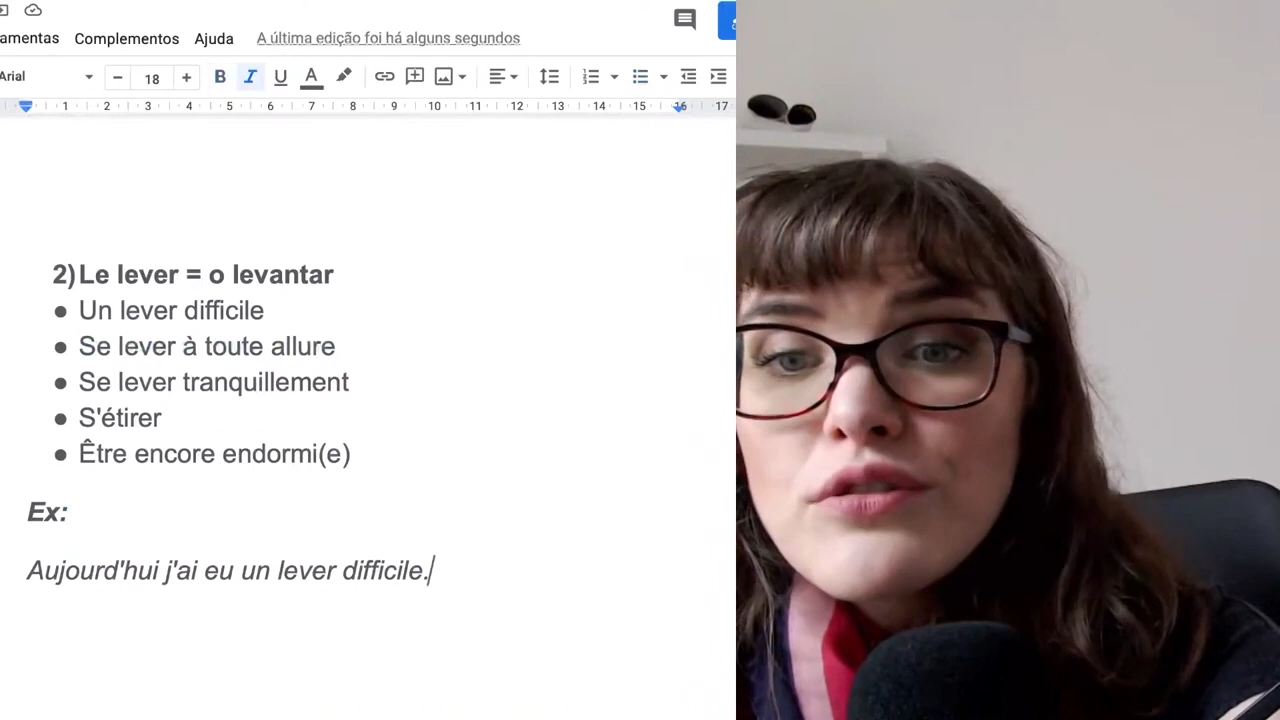 Complementos Ajuda A última edição foi há alguns segundos
Arial 18 B I U A
1 2 3 4 5 6 7 8 9 10 11 12 13 14 15 16 17
2) Le lever = o levantar
● Un lever difficile
● Se lever à toute allure
● Se lever tranquillement
● S'étirer
● Être encore endormi(e)
Ex:
Aujourd'hui j'ai eu un lever difficile.